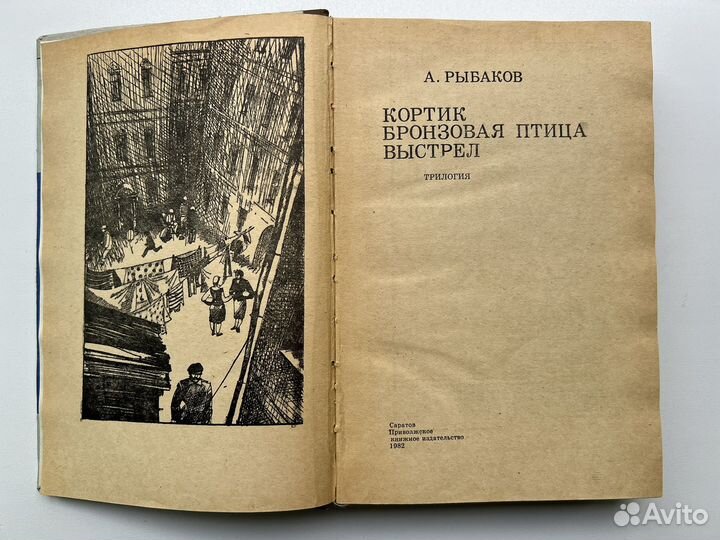 А. РЫБАКОВ
КОРТИК
БРОНЗОВАЯ ПТИЦА
ВЫСТРЕЛ
ТРИЛОГИЯ
Саратов
Приволжское
книжное издательство
1982
Avito